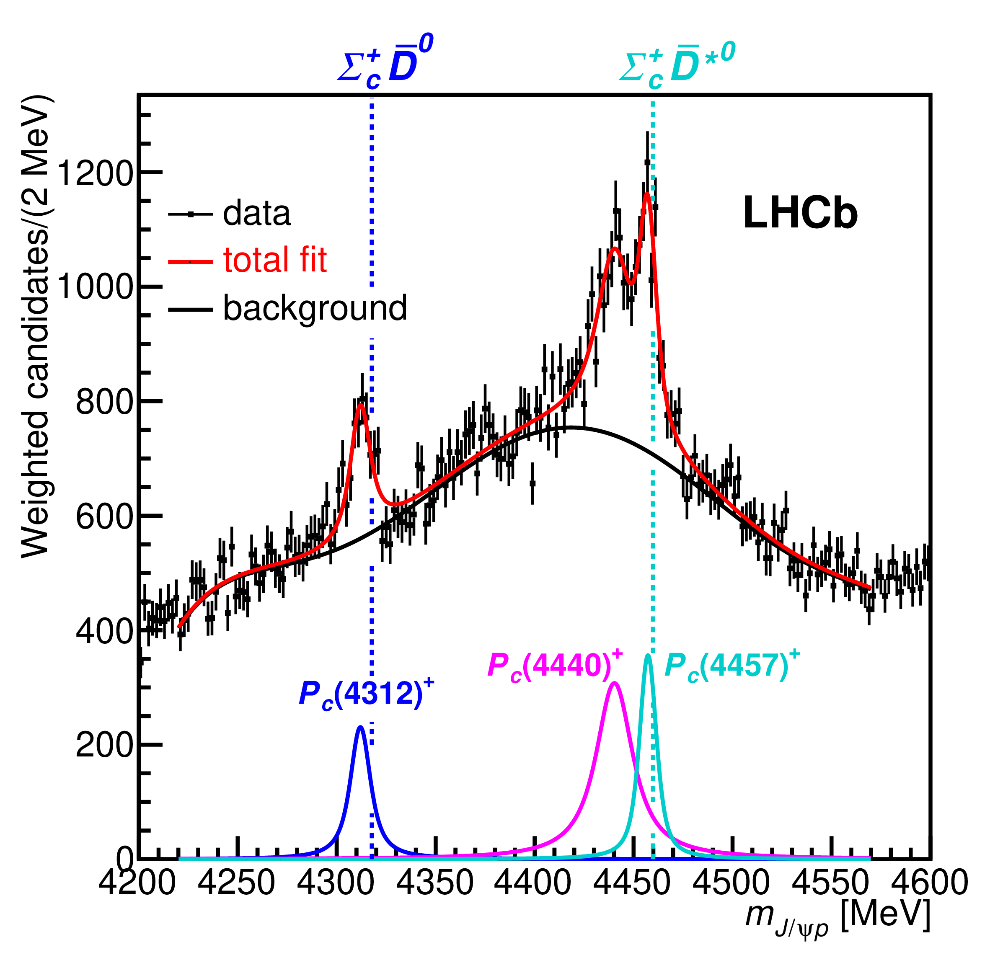 Σc+ D̅0 Σc+ D̅*0
Weighted candidates/(2 MeV)
1200
1000
800
600
400
200
0
LHCb
data
total fit
background
Pc(4312)+
Pc(4440)+
Pc(4457)+
4200 4250 4300 4350 4400 4450 4500 4550 4600
mJ/ψp [MeV]